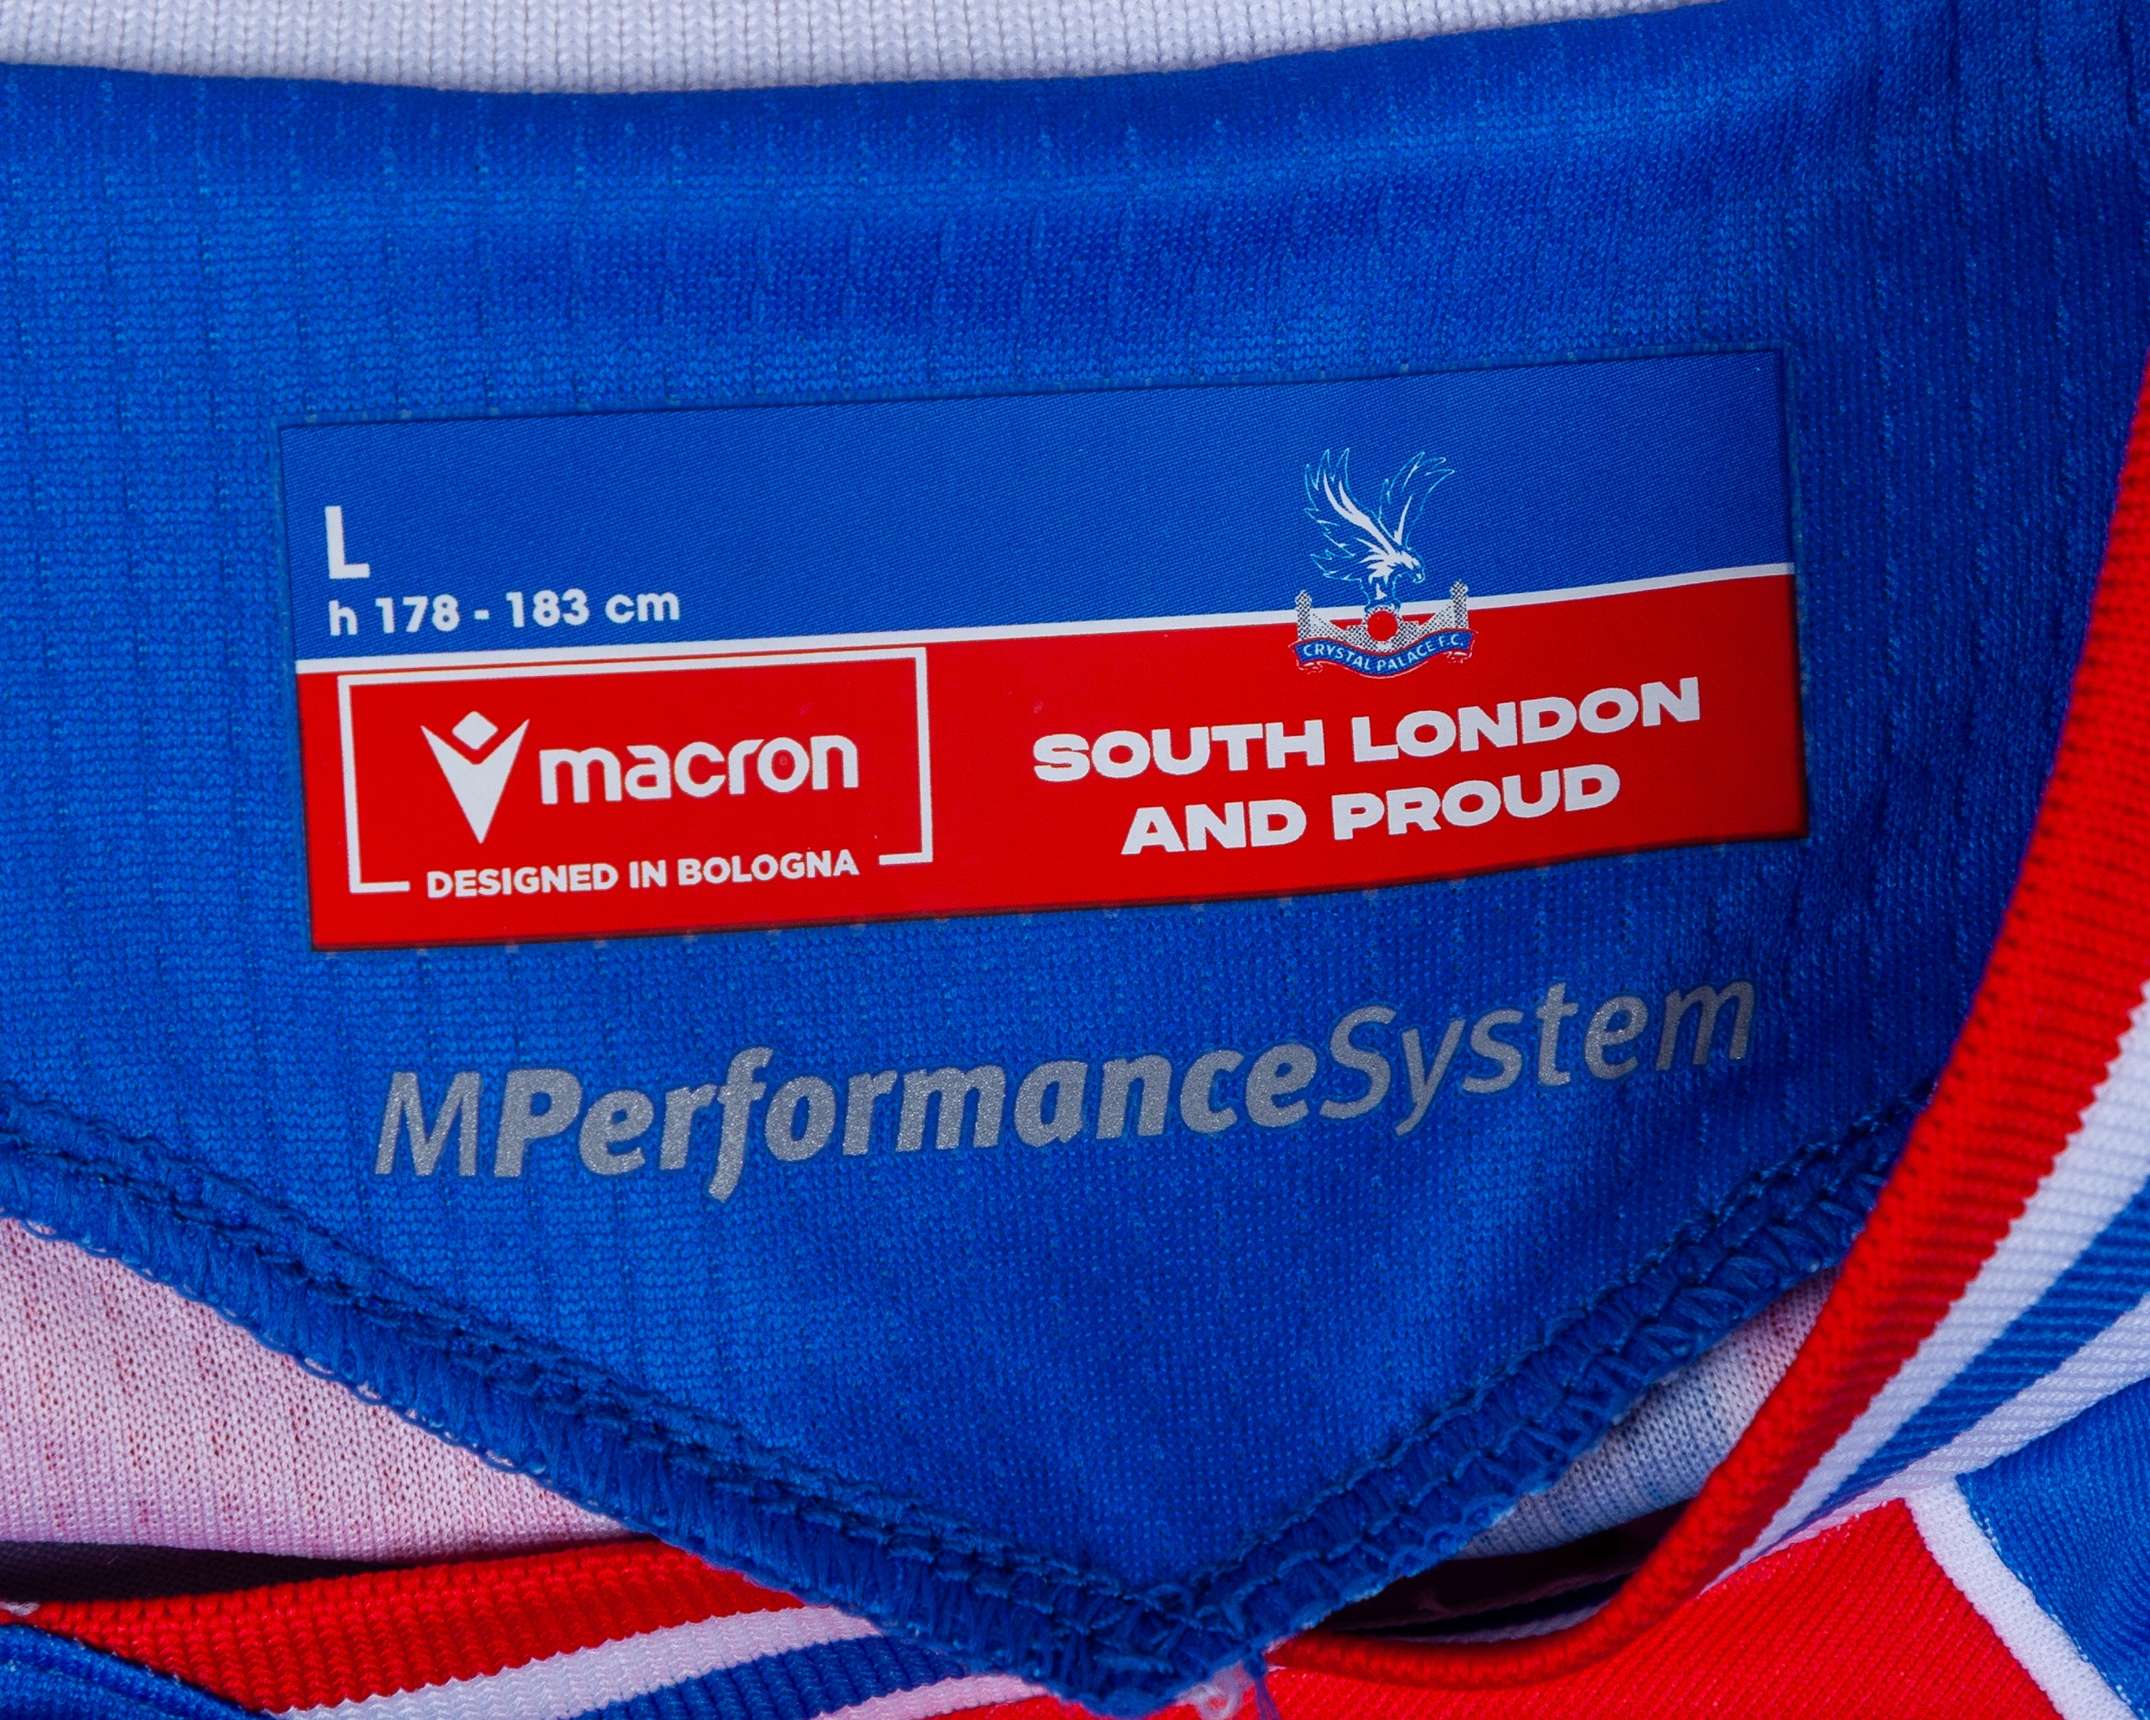 L
h 178 - 183 cm
CRYSTAL PALACE F.C.
macron
DESIGNED IN BOLOGNA
SOUTH LONDON
AND PROUD
MPerformanceSystem